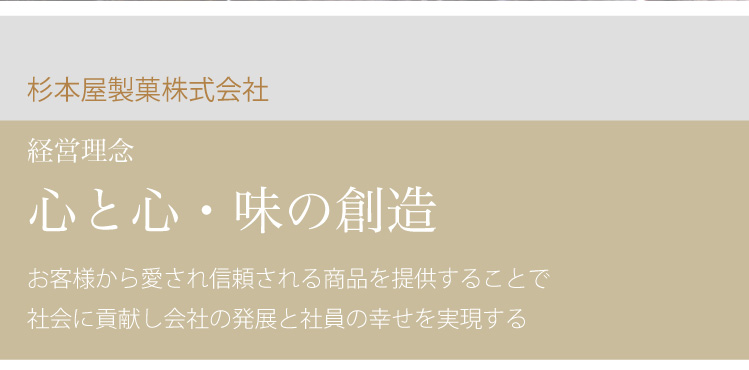 杉本屋製菓株式会社
経営理念
心と心・味の創造
お客様から愛され信頼される商品を提供することで
社会に貢献し会社の発展と社員の幸せを実現する